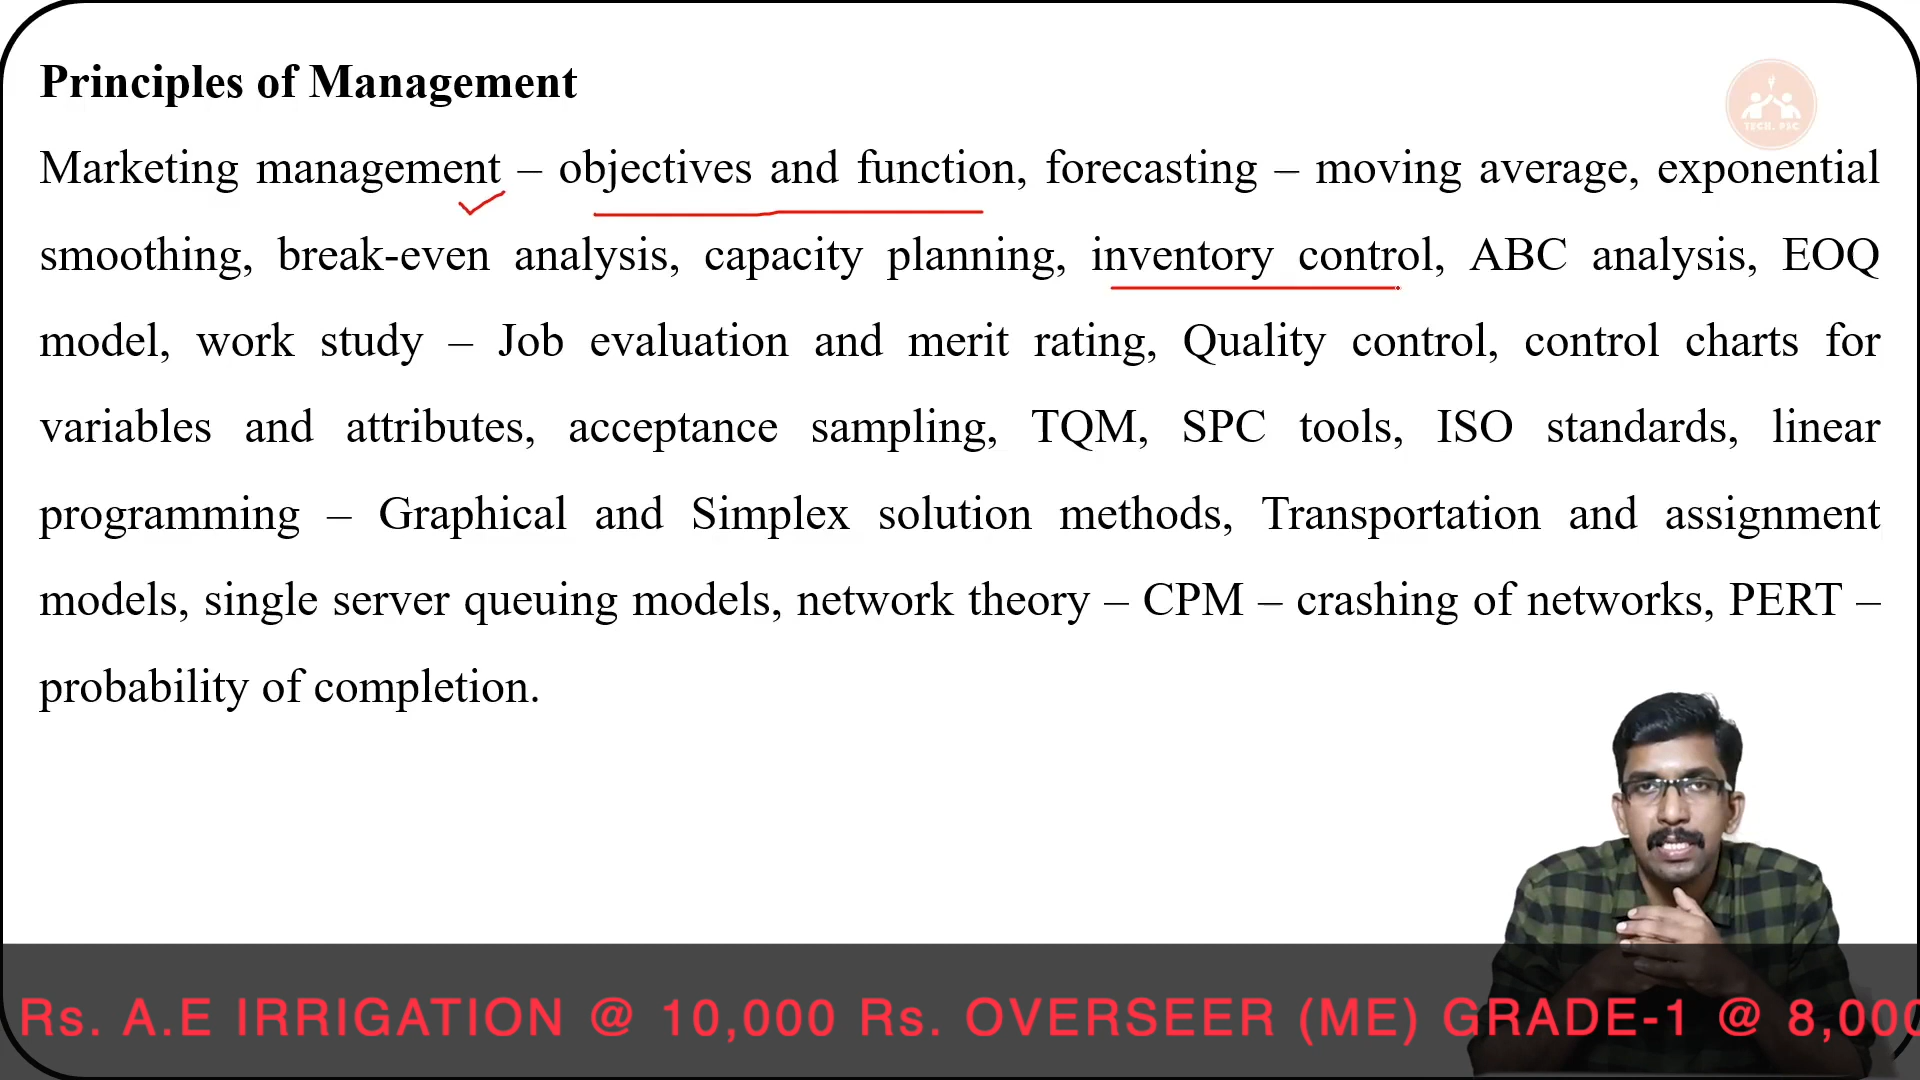 Principles of Management
TECH. PSC
Marketing management – objectives and function, forecasting – moving average, exponential
smoothing, break-even analysis, capacity planning, inventory control, ABC analysis, EOQ
model, work study – Job evaluation and merit rating, Quality control, control charts for
variables and attributes, acceptance sampling, TQM, SPC tools, ISO standards, linear
programming – Graphical and Simplex solution methods, Transportation and assignment
models, single server queuing models, network theory – CPM – crashing of networks, PERT –
probability of completion.
Rs. A.E IRRIGATION @ 10,000 Rs. OVERSEER (ME) GRADE-1 @ 8,000